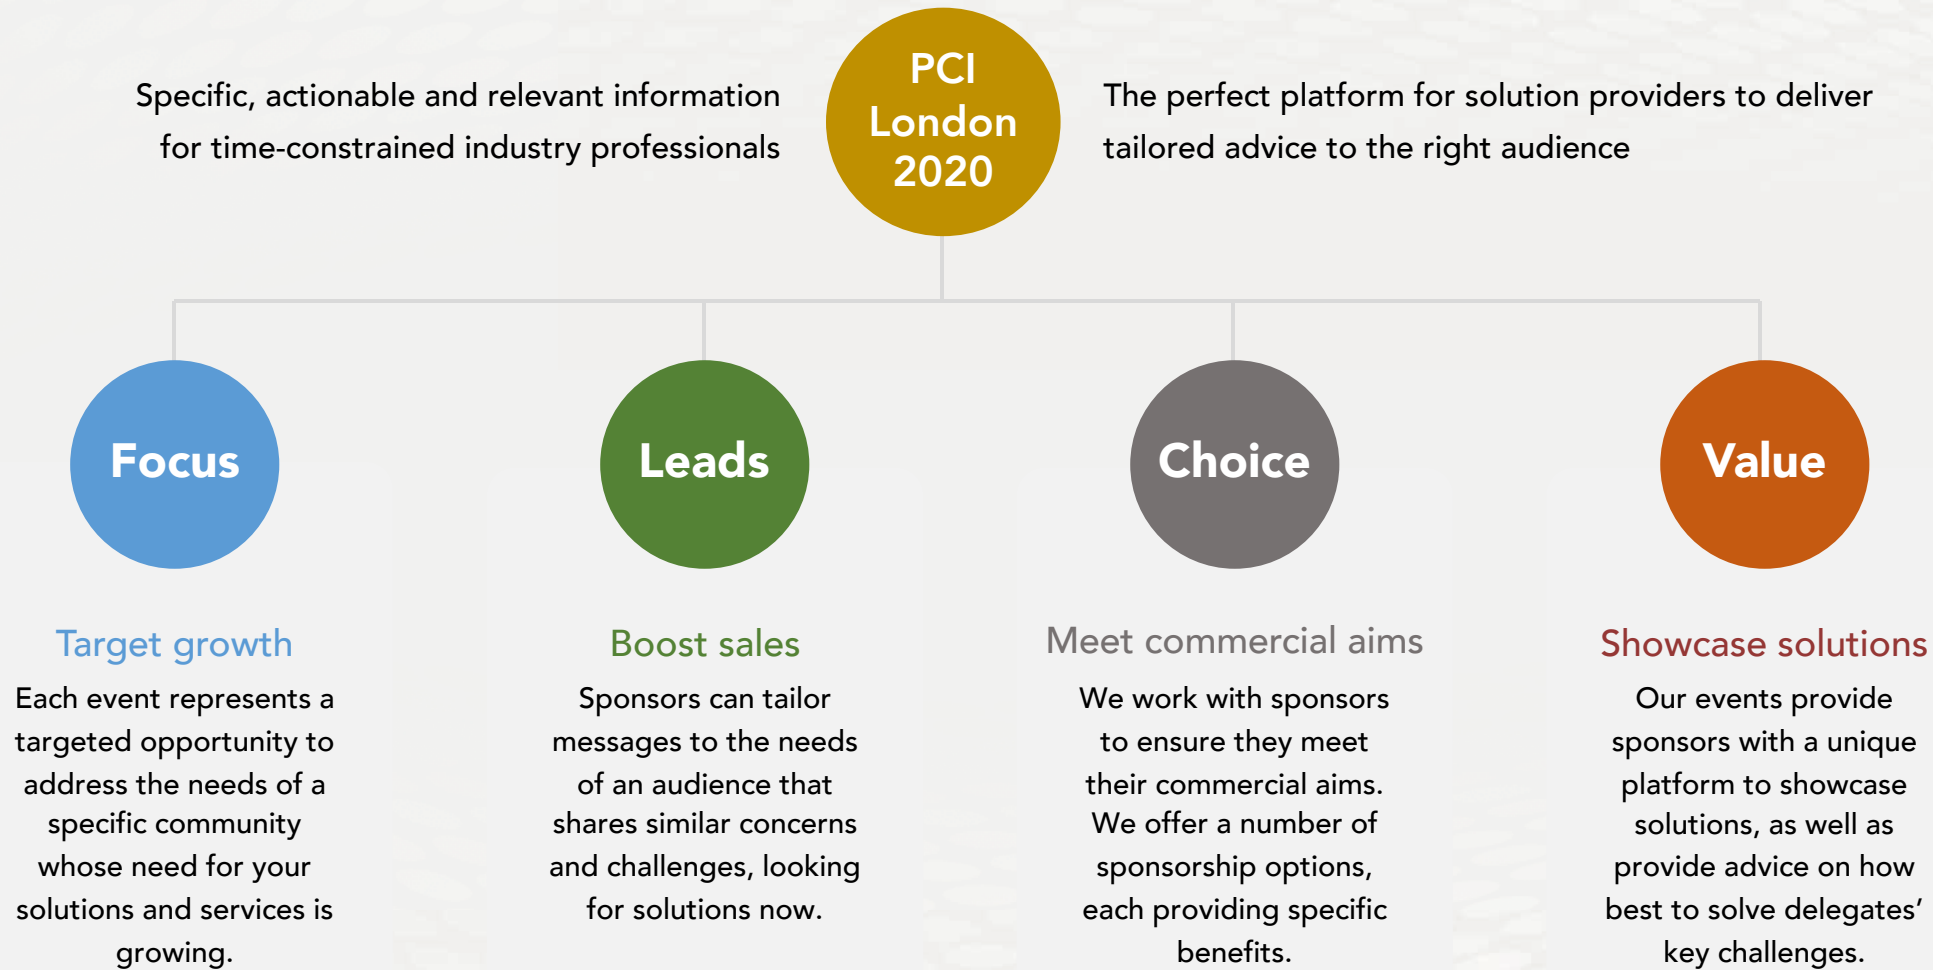 Specific, actionable and relevant information
for time-constrained industry professionals
PCI
London
2020
The perfect platform for solution providers to deliver
tailored advice to the right audience
Focus
Target growth
Each event represents a
targeted opportunity to
address the needs of a
specific community
whose need for your
solutions and services is
growing.
Leads
Boost sales
Sponsors can tailor
messages to the needs
of an audience that
shares similar concerns
and challenges, looking
for solutions now.
Choice
Meet commercial aims
We work with sponsors
to ensure they meet
their commercial aims.
We offer a number of
sponsorship options,
each providing specific
benefits.
Value
Showcase solutions
Our events provide
sponsors with a unique
platform to showcase
solutions, as well as
provide advice on how
best to solve delegates’
key challenges.